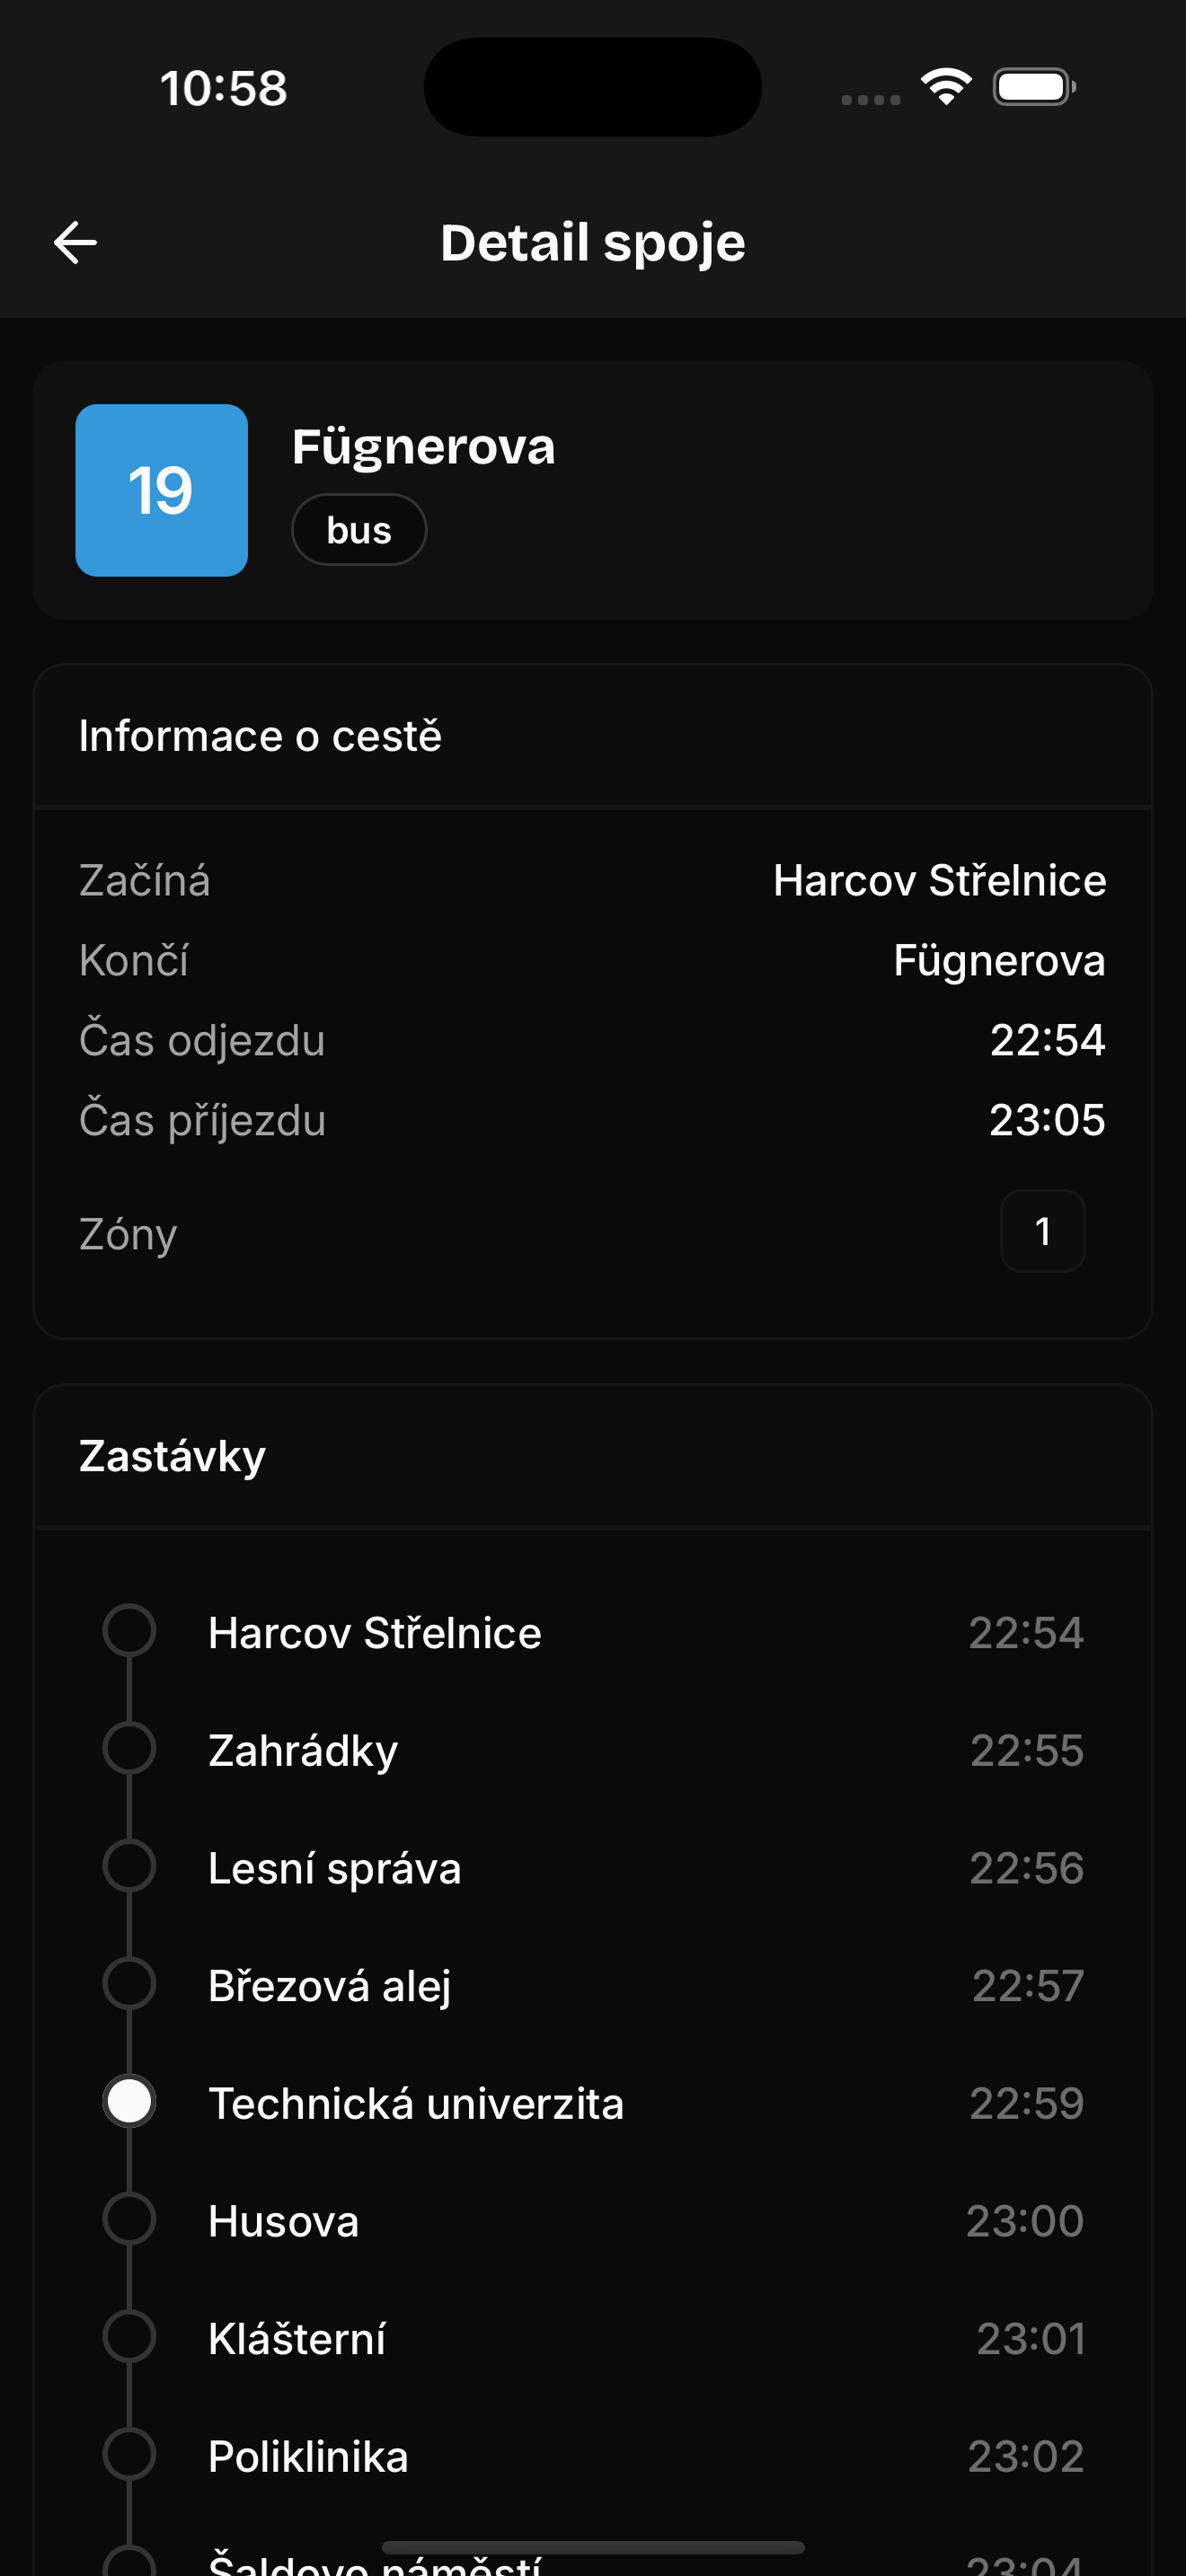 10:58
Detail spoje
19
Fügnerova
bus
Informace o cestě
Začíná Harcov Střelnice
Končí Fügnerova
Čas odjezdu 22:54
Čas příjezdu 23:05
Zóny 1
Zastávky
Harcov Střelnice 22:54
Zahrádky 22:55
Lesní správa 22:56
Březová alej 22:57
Technická univerzita 22:59
Husova 23:00
Klášterní 23:01
Poliklinika 23:02
Šaldovo náměstí 23:04